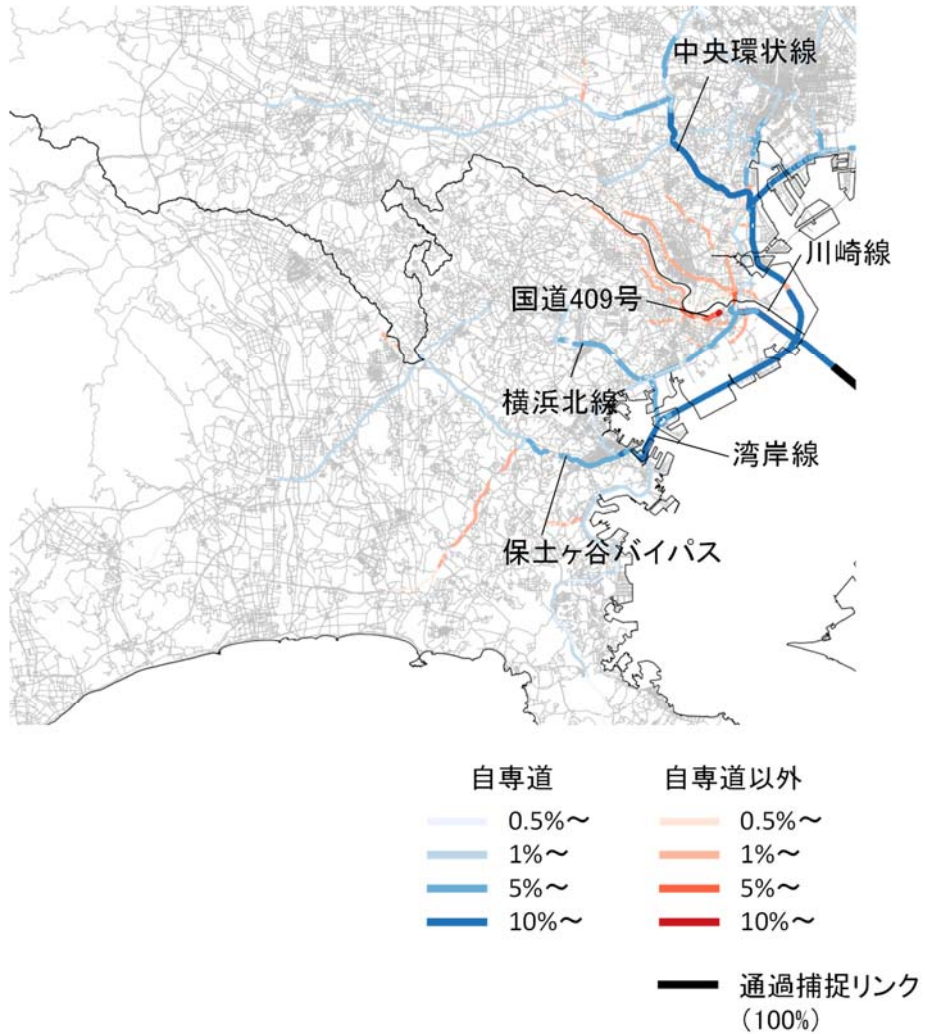 中央環状線
川崎線
国道409号
横浜北線
湾岸線
保土ヶ谷バイパス
自専道
自専道以外
0.5%～
0.5%～
1%～
1%～
5%～
5%～
10%～
10%～
通過捕捉リンク
(100%)